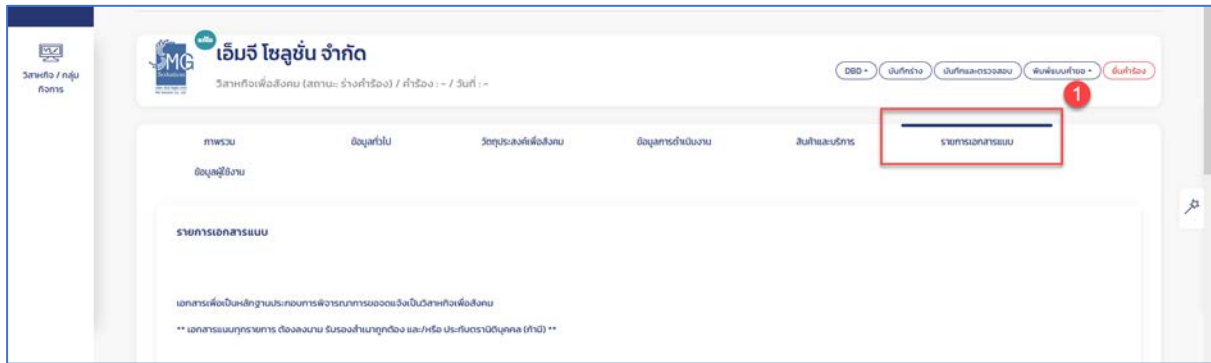 วิสาหกิจ / กลุ่ม
กิจการ
SMG
Solutions
แก้ไข
เอ็มจี โซลูชั่น จำกัด
วิสาหกิจเพื่อสังคม (สถานะ: ร่างคำร้อง) / คำร้อง : - / วันที่ : -
DBD
บันทึกร่าง
บันทึกและตรวจสอบ
พิมพ์แบบคำขอ
ยื่นคำร้อง
1
ภาพรวม
ข้อมูลทั่วไป
วัตถุประสงค์เพื่อสังคม
ข้อมูลการดำเนินงาน
สินค้าและบริการ
รายการเอกสารแนบ
ข้อมูลผู้ใช้งาน
รายการเอกสารแนบ
เอกสารเพื่อเป็นหลักฐานประกอบการพิจารณาการขอจดแจ้งเป็นวิสาหกิจเพื่อสังคม
** เอกสารแนบทุกรายการ ต้องลงนาม รับรองสำเนาถูกต้อง และ/หรือ ประทับตรานิติบุคคล (ถ้ามี) **